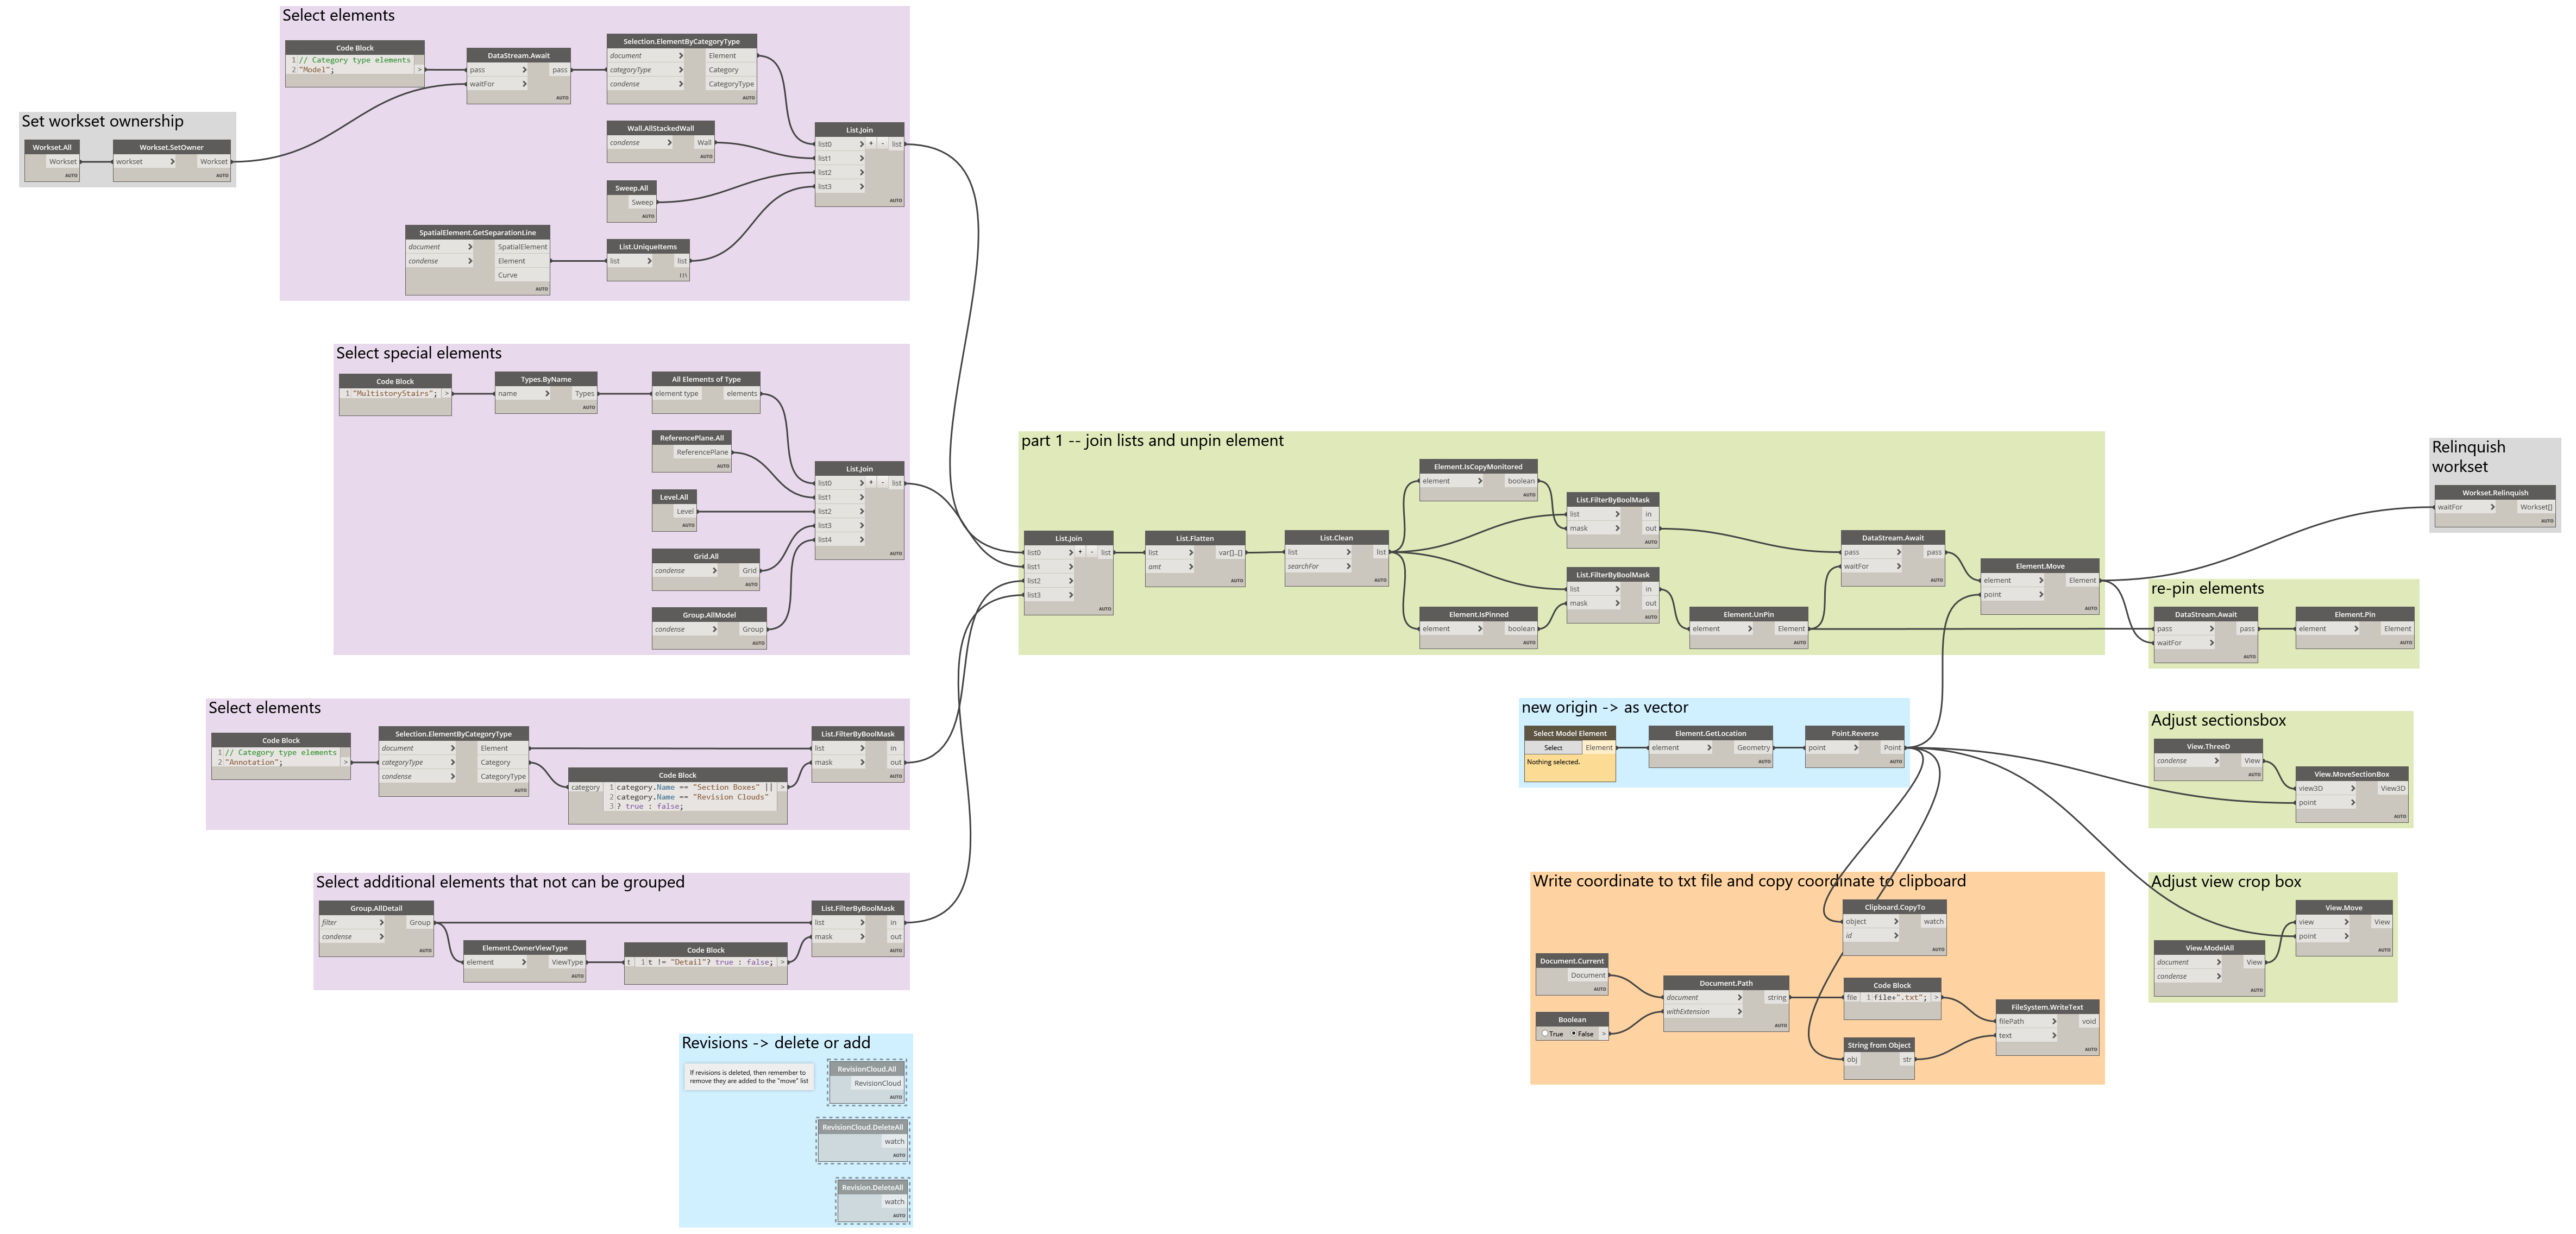 Set workset ownership
Workset.All
Workset
AUTO
Workset.SetOwner
workset
Workset
AUTO
Select elements
Code Block
1 // Category type elements
2 "Model";
>
DataStream.Await
pass
pass
waitFor
AUTO
Selection.ElementByCategoryType
document
Element
categoryType
Category
condense
CategoryType
AUTO
Wall.AllStackedWall
condense
Wall
AUTO
Sweep.All
Sweep
AUTO
SpatialElement.GetSeparationLine
document
SpatialElement
condense
Element
Curve
AUTO
List.UniqueItems
list
list
List.Join
list0
+ -
list
list1
list2
list3
AUTO
Select special elements
Code Block
1 "MultistoryStairs";
>
Types.ByName
name
Types
AUTO
All Elements of Type
element type
elements
AUTO
ReferencePlane.All
ReferencePlane
AUTO
Level.All
Level
AUTO
Grid.All
condense
Grid
AUTO
Group.AllModel
condense
Group
AUTO
List.Join
list0
+ -
list
list1
list2
list3
list4
AUTO
Select elements
Code Block
1 // Category type elements
2 "Annotation";
>
Selection.ElementByCategoryType
document
Element
categoryType
Category
condense
CategoryType
AUTO
Code Block
category
1 category.Name == "Section Boxes" ||
2 category.Name == "Revision Clouds"
3 ? true : false;
>
List.FilterByBoolMask
list
in
mask
out
AUTO
Select additional elements that not can be grouped
Group.AllDetail
filter
Group
condense
AUTO
Element.OwnerViewType
element
ViewType
AUTO
Code Block
t
1 t != "Detail"? true : false;
>
List.FilterByBoolMask
list
in
mask
out
AUTO
Revisions -> delete or add
If revisions is deleted, then remember to
remove they are added to the "move" list
RevisionCloud.All
RevisionCloud
AUTO
RevisionCloud.DeleteAll
watch
AUTO
Revision.DeleteAll
watch
AUTO
part 1 -- join lists and unpin element
List.Join
list0
+ -
list
list1
list2
list3
AUTO
List.Flatten
list
var[]..[]
amt
AUTO
List.Clean
list
list
searchFor
AUTO
Element.IsCopyMonitored
element
boolean
AUTO
List.FilterByBoolMask
list
in
mask
out
AUTO
List.FilterByBoolMask
list
in
mask
out
AUTO
Element.IsPinned
element
boolean
AUTO
Element.UnPin
element
Element
AUTO
DataStream.Await
pass
pass
waitFor
AUTO
Element.Move
element
Element
point
AUTO
new origin -> as vector
Select Model Element
Select
Element
Nothing selected.
Element.GetLocation
element
Geometry
AUTO
Point.Reverse
point
Point
AUTO
Write coordinate to txt file and copy coordinate to clipboard
Clipboard.CopyTo
object
watch
id
AUTO
Document.Current
Document
AUTO
Boolean
True
False
>
Document.Path
document
string
withExtension
AUTO
Code Block
file
1 file+".txt";
>
String from Object
obj
str
AUTO
FileSystem.WriteText
filePath
void
text
AUTO
Relinquish
workset
Workset.Relinquish
waitFor
Workset[]
AUTO
re-pin elements
DataStream.Await
pass
pass
waitFor
AUTO
Element.Pin
element
Element
AUTO
Adjust sectionsbox
View.ThreeD
condense
View
AUTO
View.MoveSectionBox
view3D
View3D
point
AUTO
Adjust view crop box
View.Move
view
View
point
AUTO
View.ModelAll
document
View
condense
AUTO